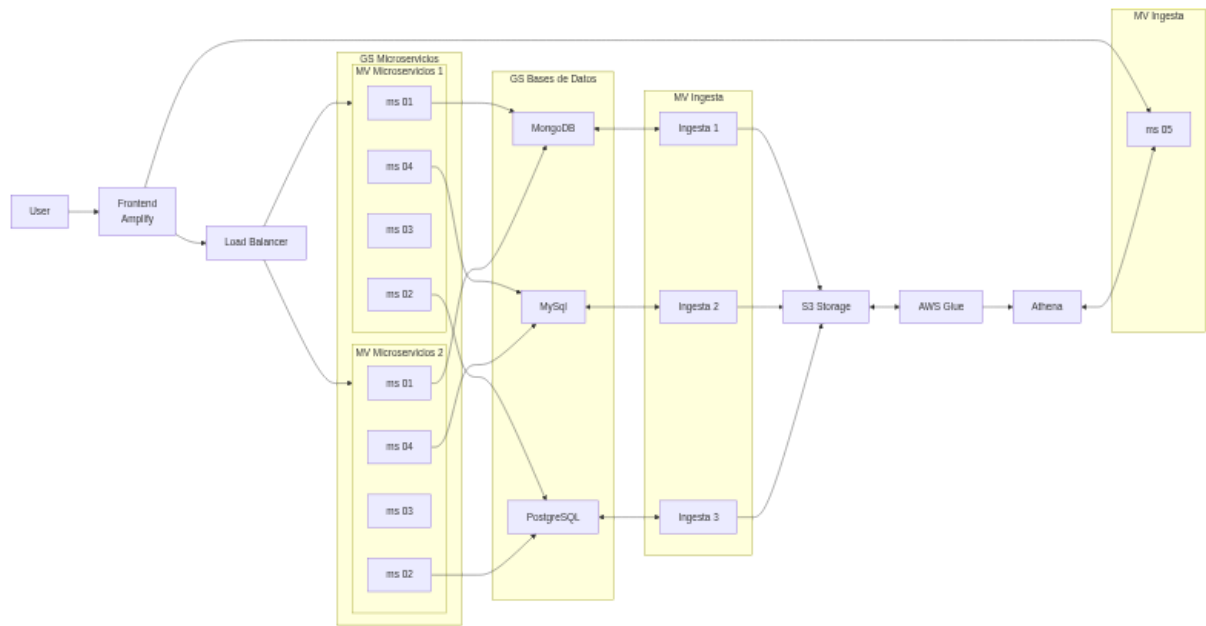 User
Frontend
Amplify
Load Balancer
GS Microservicios
MV Microservicios 1
ms 01
ms 04
ms 03
ms 02
MV Microservicios 2
ms 01
ms 04
ms 03
ms 02
GS Bases de Datos
MongoDB
MySql
PostgreSQL
MV Ingesta
Ingesta 1
Ingesta 2
Ingesta 3
S3 Storage
AWS Glue
Athena
MV Ingesta
ms 05